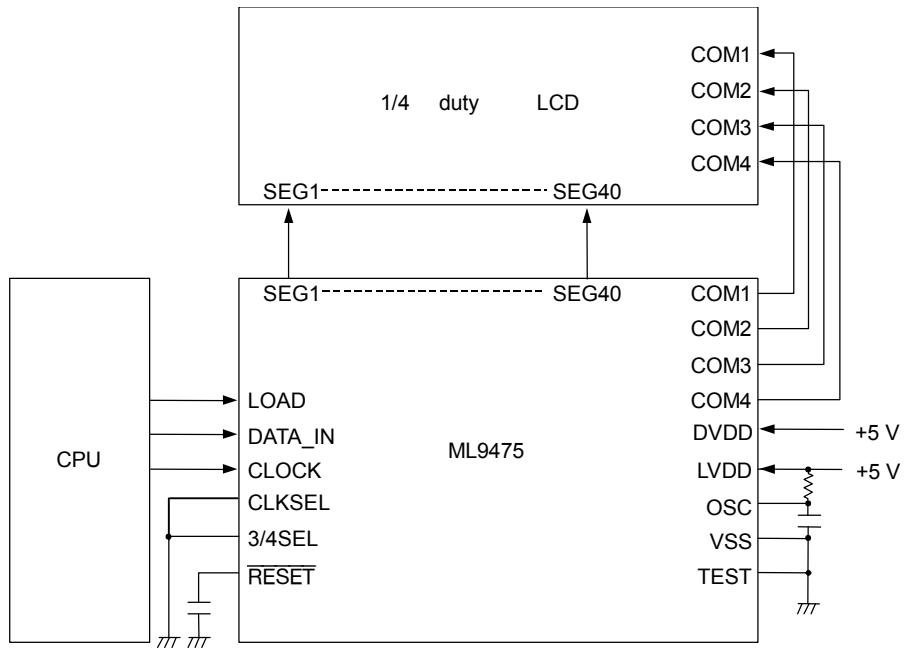 COM1
COM2
1/4 duty LCD
COM3
COM4
SEG1 SEG40
SEG1 SEG40
COM1
COM2
COM3
LOAD
COM4
DATA_IN
DVDD
+5 V
CPU
ML9475
CLOCK
LVDD
+5 V
CLKSEL
OSC
3/4SEL
VSS
RESET
TEST